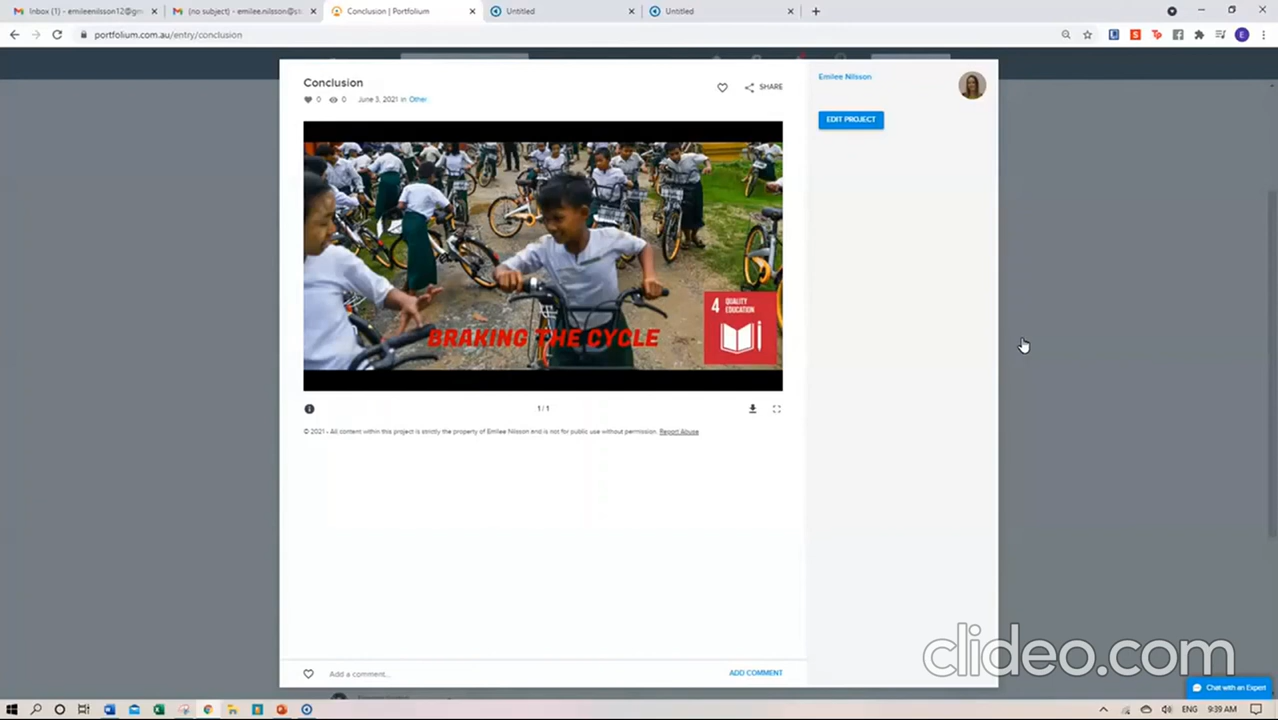 Inbox (1) - emileenilsson12@gm
(no subject) - emilee.nilsson@st
Conclusion | Portfolium
Untitled
Untitled
portfolium.com.au/entry/conclusion
Conclusion
0 0 June 3, 2021 in Other
SHARE
Emilee Nilsson
EDIT PROJECT
4 QUALITY
EDUCATION
BRAKING THE CYCLE
1 / 1
© 2021 - All content within this project is strictly the property of Emilee Nilsson and is not for public use without permission. Report Abuse
Add a comment...
ADD COMMENT
clideo.com
Chat with an Expert
ENG
9:39 AM